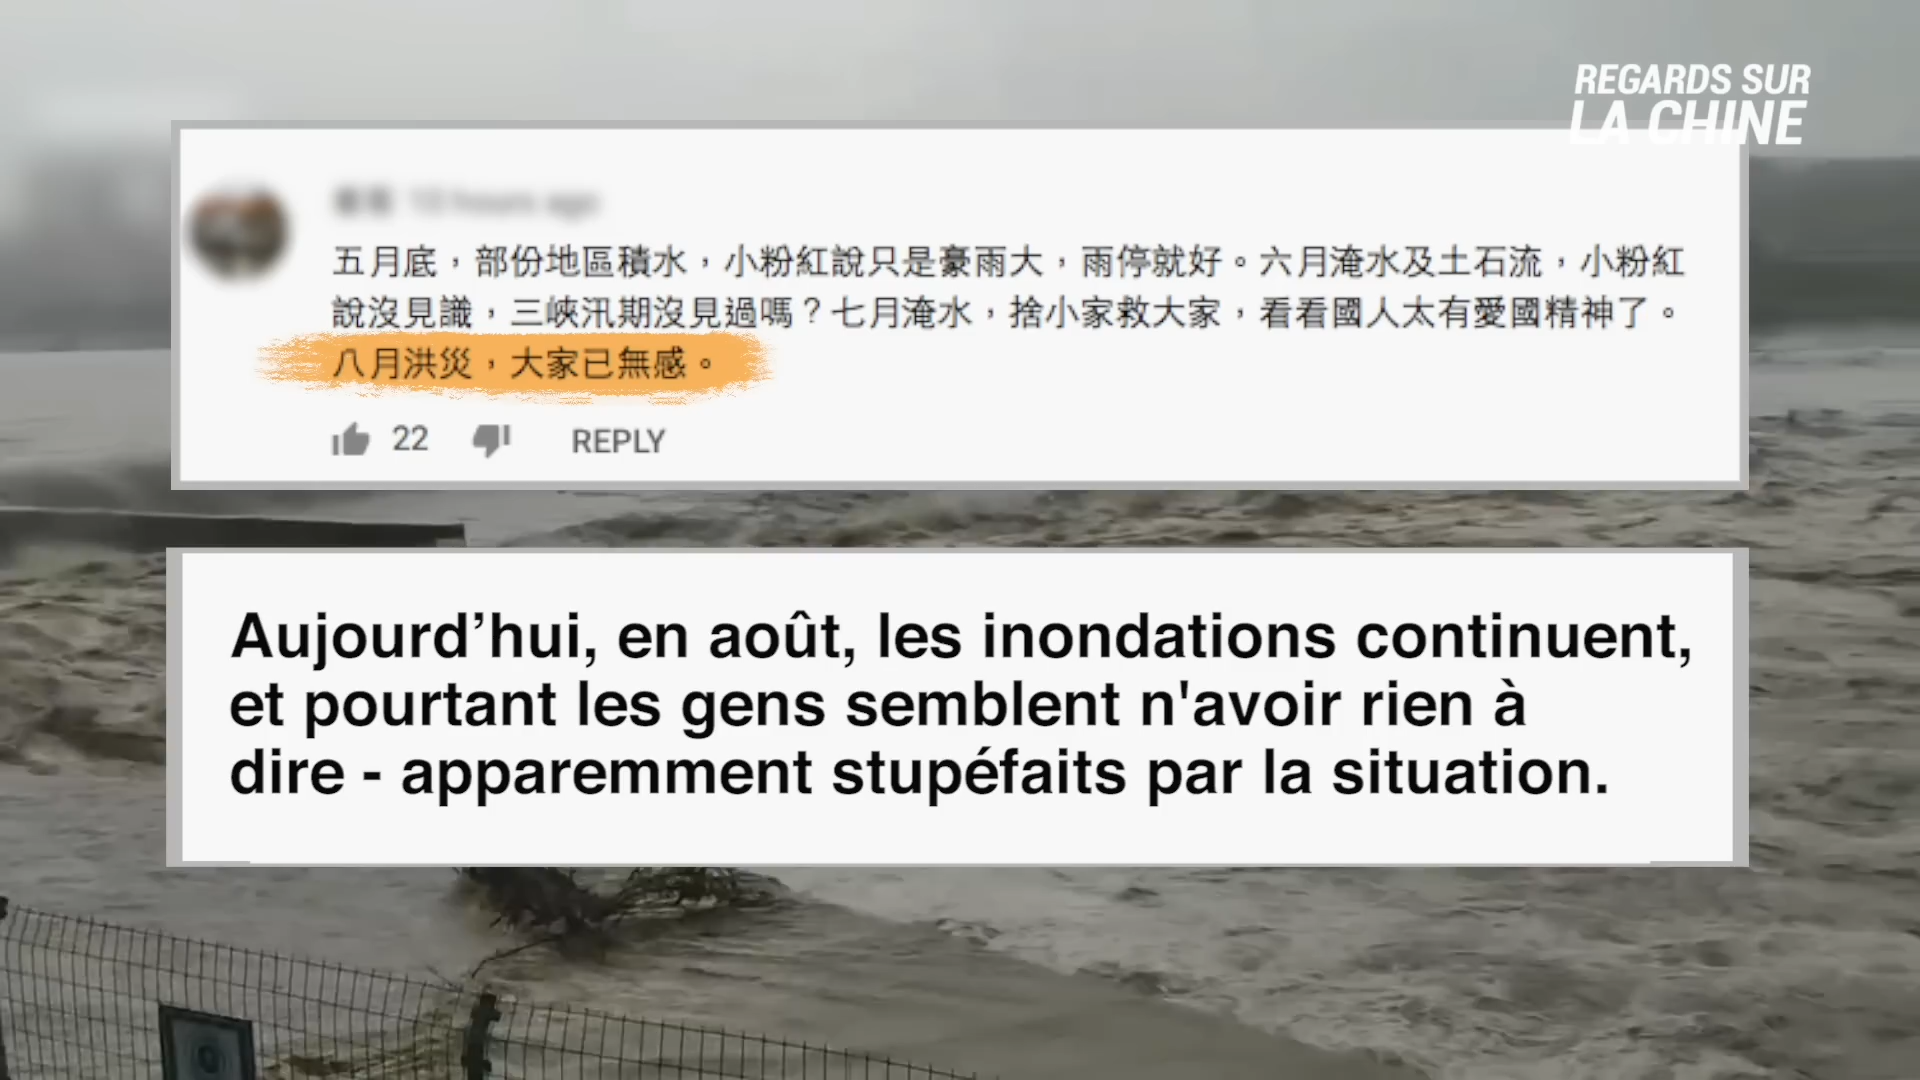 REGARDS SUR
LA CHINE
五月底，部份地區積水，小粉紅說只是豪雨大，雨停就好。六月淹水及土石流，小粉紅
說沒見識，三峽汛期沒見過嗎？七月淹水，捨小家救大家，看看國人太有愛國精神了。
八月洪災，大家已無感。
22 REPLY
Aujourd’hui, en août, les inondations continuent,
et pourtant les gens semblent n'avoir rien à
dire - apparemment stupéfaits par la situation.